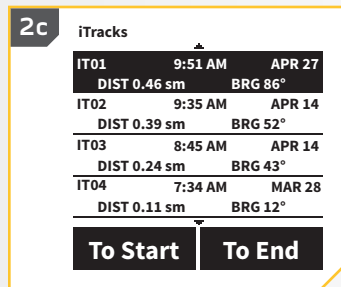 2c
iTracks
IT01 9:51 AM APR 27
DIST 0.46 sm BRG 86°
IT02 9:35 AM APR 14
DIST 0.39 sm BRG 52°
IT03 8:45 AM APR 14
DIST 0.24 sm BRG 43°
IT04 7:34 AM MAR 28
DIST 0.11 sm BRG 12°
To Start To End